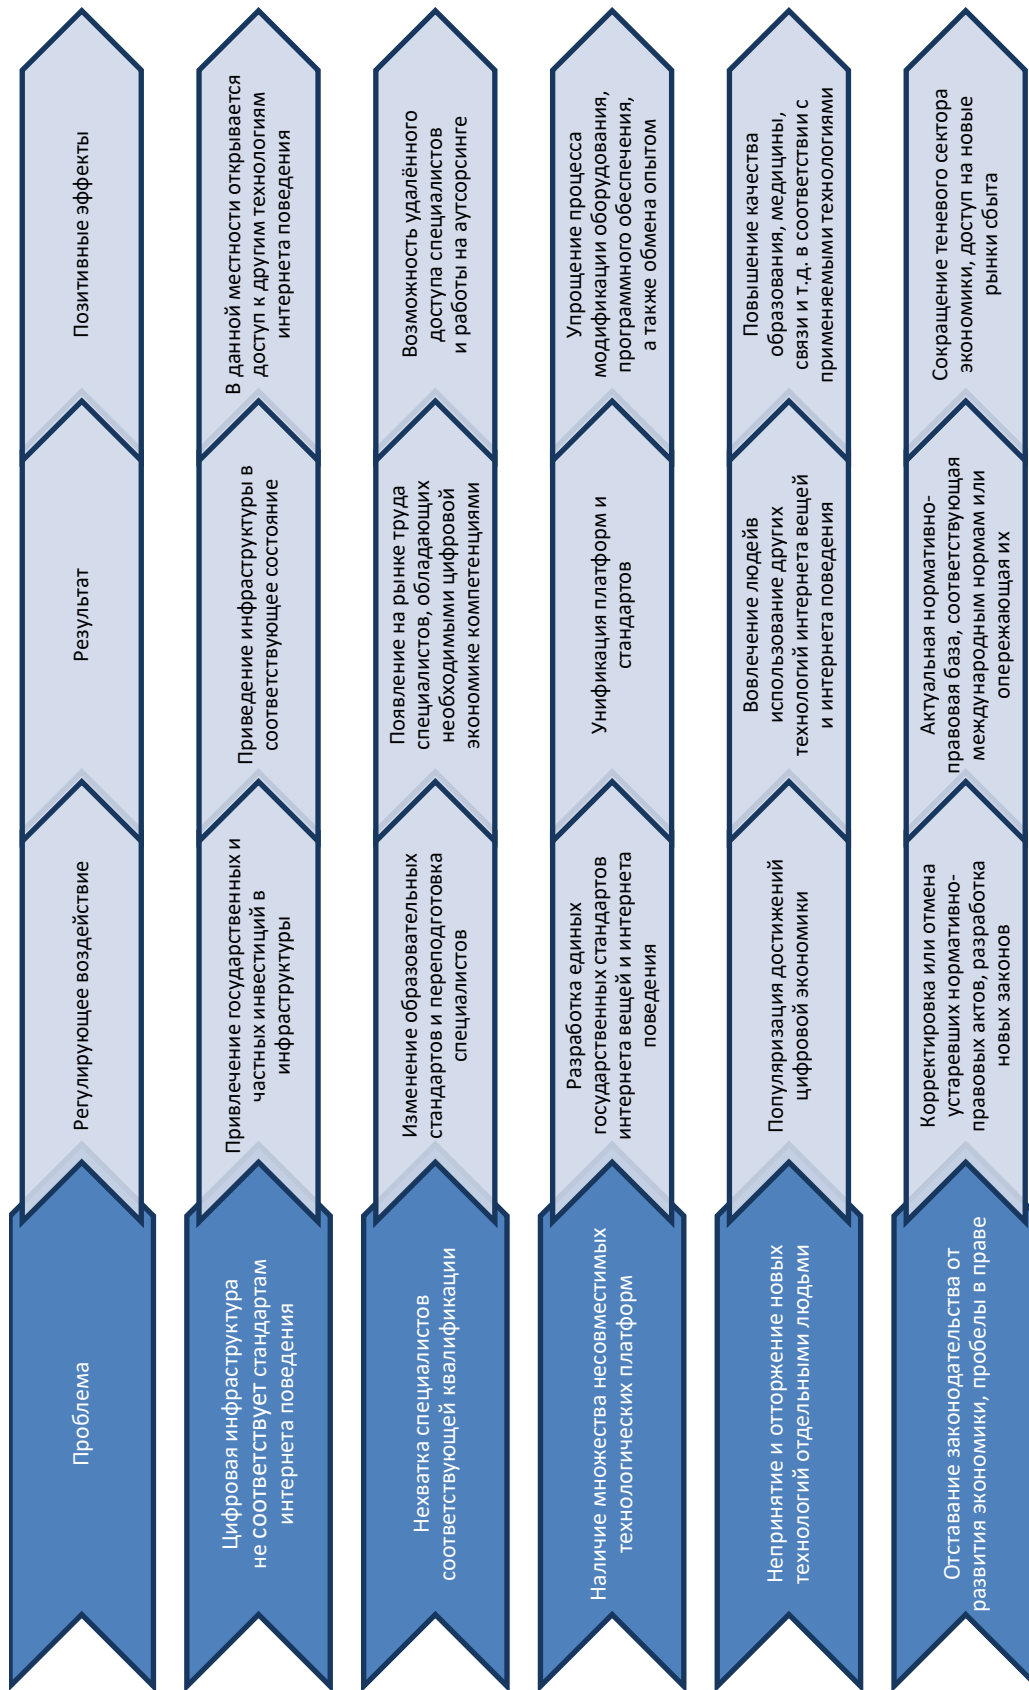 Проблема
Регулирующее воздействие
Результат
Позитивные эффекты
Цифровая инфраструктура
не соответствует стандартам
интернета поведения
Привлечение государственных и
частных инвестиций в
инфраструктуры
Приведение инфраструктуры в
соответствующее состояние
В данной местности открывается
доступ к другим технологиям
интернета поведения
Нехватка специалистов
соответствующей квалификации
Изменение образовательных
стандартов и переподготовка
специалистов
Появление на рынке труда
специалистов, обладающих
необходимыми цифровой
экономике компетенциями
Возможность удалённого
доступа специалистов
и работы на аутсорсинге
Наличие множества несовместимых
технологических платформ
Разработка единых
государственных стандартов
интернета вещей и интернета
поведения
Унификация платформ и
стандартов
Упрощение процесса
модификации оборудования,
программного обеспечения,
а также обмена опытом
Непринятие и отторжение новых
технологий отдельными людьми
Популяризация достижений
цифровой экономики
Вовлечение людейв
использование других
технологий интернета вещей
и интернета поведения
Повышение качества
образования, медицины,
связи и т.д. в соответствии с
применяемыми технологиями
Отставание законодательства от
развития экономики, пробелы в праве
Корректировка или отмена
устаревших нормативно-
правовых актов, разработка
новых законов
Актуальная нормативно-
правовая база, соответствующая
международным нормам или
опережающая их
Сокращение теневого сектора
экономики, доступ на новые
рынки сбыта